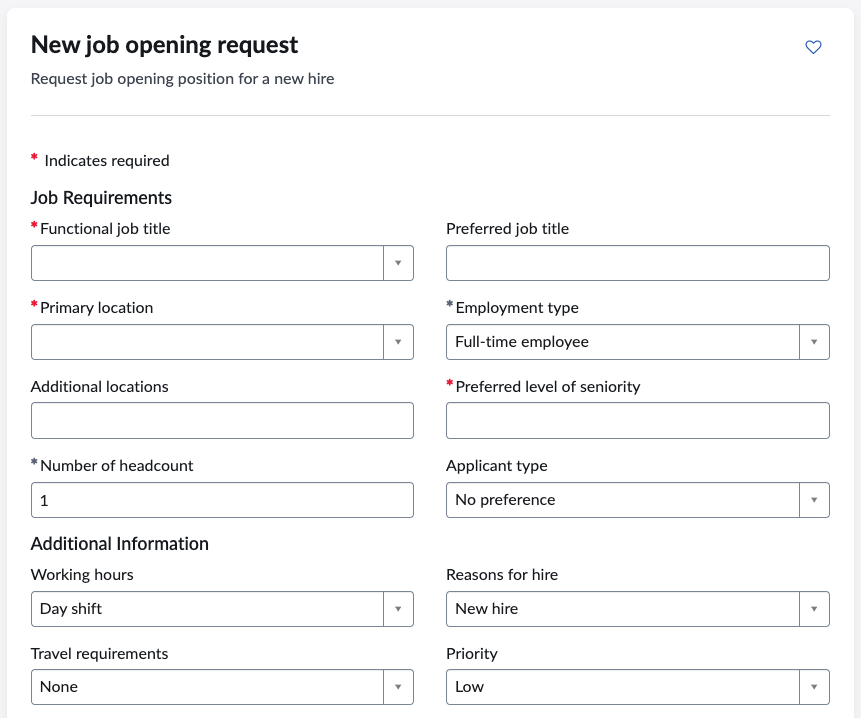 New job opening request
Request job opening position for a new hire
* Indicates required
Job Requirements
* Functional job title
Preferred job title
* Primary location
* Employment type
Full-time employee
Additional locations
* Preferred level of seniority
* Number of headcount
1
Applicant type
No preference
Additional Information
Working hours
Day shift
Reasons for hire
New hire
Travel requirements
None
Priority
Low